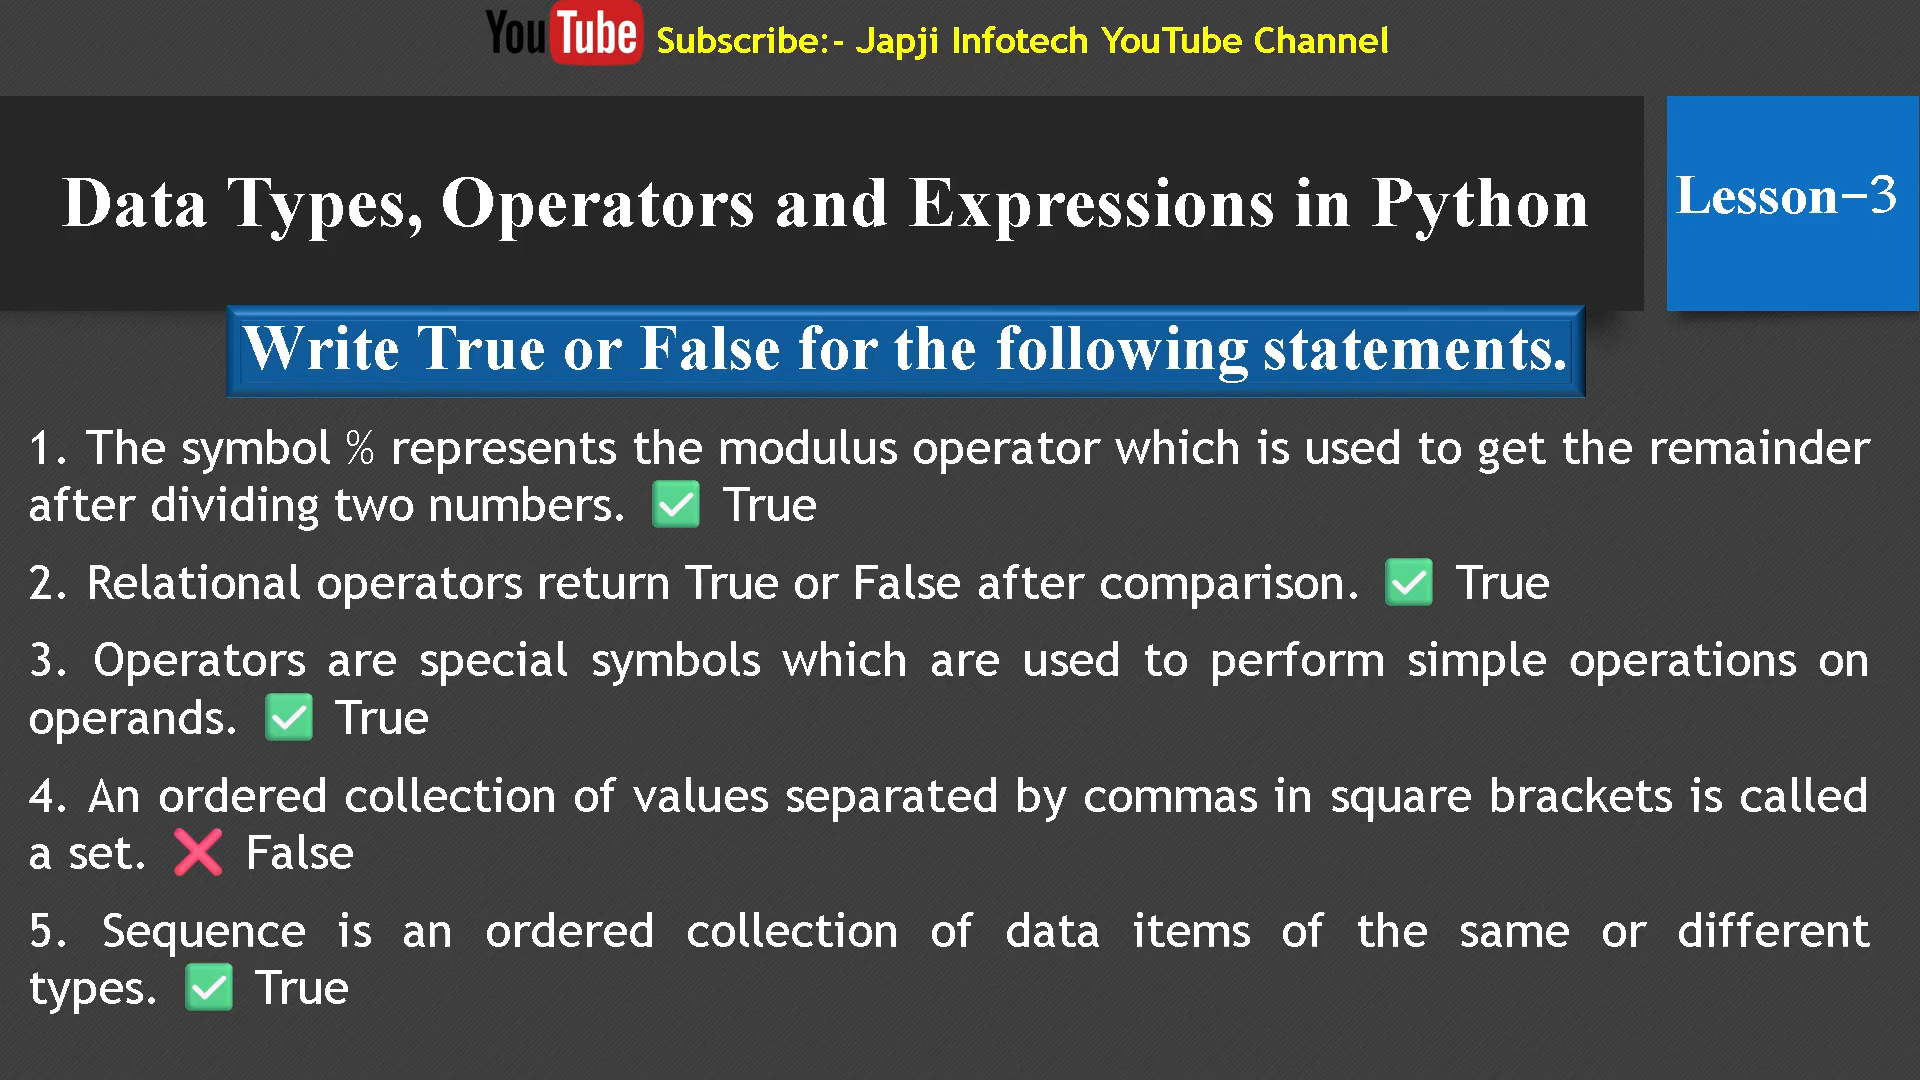 YouTube Subscribe:- Japji Infotech YouTube Channel
Data Types, Operators and Expressions in Python
Lesson-3
Write True or False for the following statements.
1. The symbol % represents the modulus operator which is used to get the remainder
after dividing two numbers. ✅ True
2. Relational operators return True or False after comparison. ✅ True
3. Operators are special symbols which are used to perform simple operations on
operands. ✅ True
4. An ordered collection of values separated by commas in square brackets is called
a set. ❌ False
5. Sequence is an ordered collection of data items of the same or different
types. ✅ True